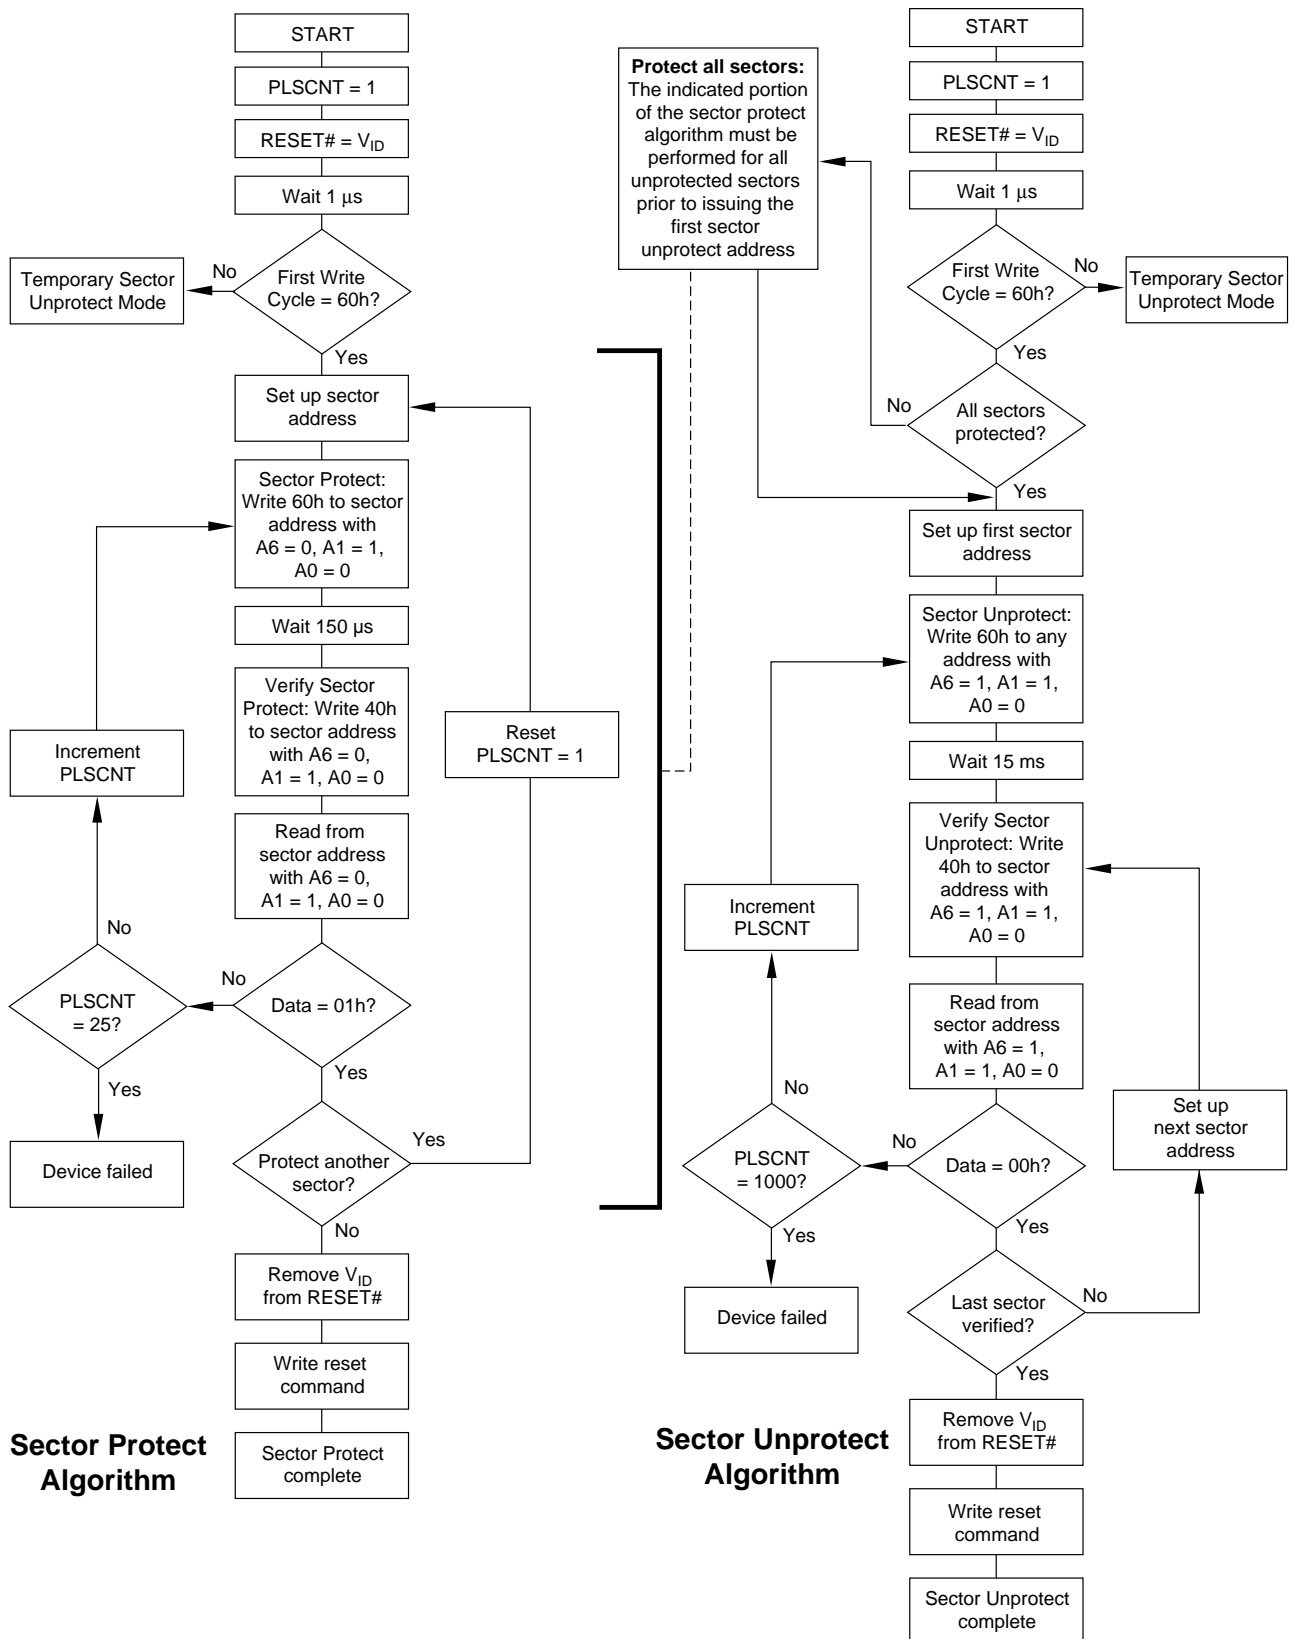 START
PLSCNT = 1
RESET# = VID
Wait 1 μs
First Write
Cycle = 60h?
No
Temporary Sector
Unprotect Mode
Yes
Set up sector
address
Sector Protect:
Write 60h to sector
address with
A6 = 0, A1 = 1,
A0 = 0
Wait 150 µs
Verify Sector
Protect: Write 40h
to sector address
with A6 = 0,
A1 = 1, A0 = 0
Reset
PLSCNT = 1
Increment
PLSCNT
Read from
sector address
with A6 = 0,
A1 = 1, A0 = 0
No
PLSCNT
= 25?
No
Data = 01h?
Yes
Yes
Device failed
Protect another
sector?
Yes
No
Remove VID
from RESET#
Write reset
command
Sector Protect
complete
Sector Protect
Algorithm
Protect all sectors:
The indicated portion
of the sector protect
algorithm must be
performed for all
unprotected sectors
prior to issuing the
first sector
unprotect address
START
PLSCNT = 1
RESET# = VID
Wait 1 μs
First Write
Cycle = 60h?
No
Temporary Sector
Unprotect Mode
Yes
No
All sectors
protected?
Yes
Set up first sector
address
Sector Unprotect:
Write 60h to any
address with
A6 = 1, A1 = 1,
A0 = 0
Wait 15 ms
Verify Sector
Unprotect: Write
40h to sector
address with
A6 = 1, A1 = 1,
A0 = 0
Increment
PLSCNT
Read from
sector address
with A6 = 1,
A1 = 1, A0 = 0
No
PLSCNT
= 1000?
No
Data = 00h?
Set up
next sector
address
Yes
Yes
Device failed
Last sector
verified?
No
Yes
Remove VID
from RESET#
Write reset
command
Sector Unprotect
complete
Sector Unprotect
Algorithm